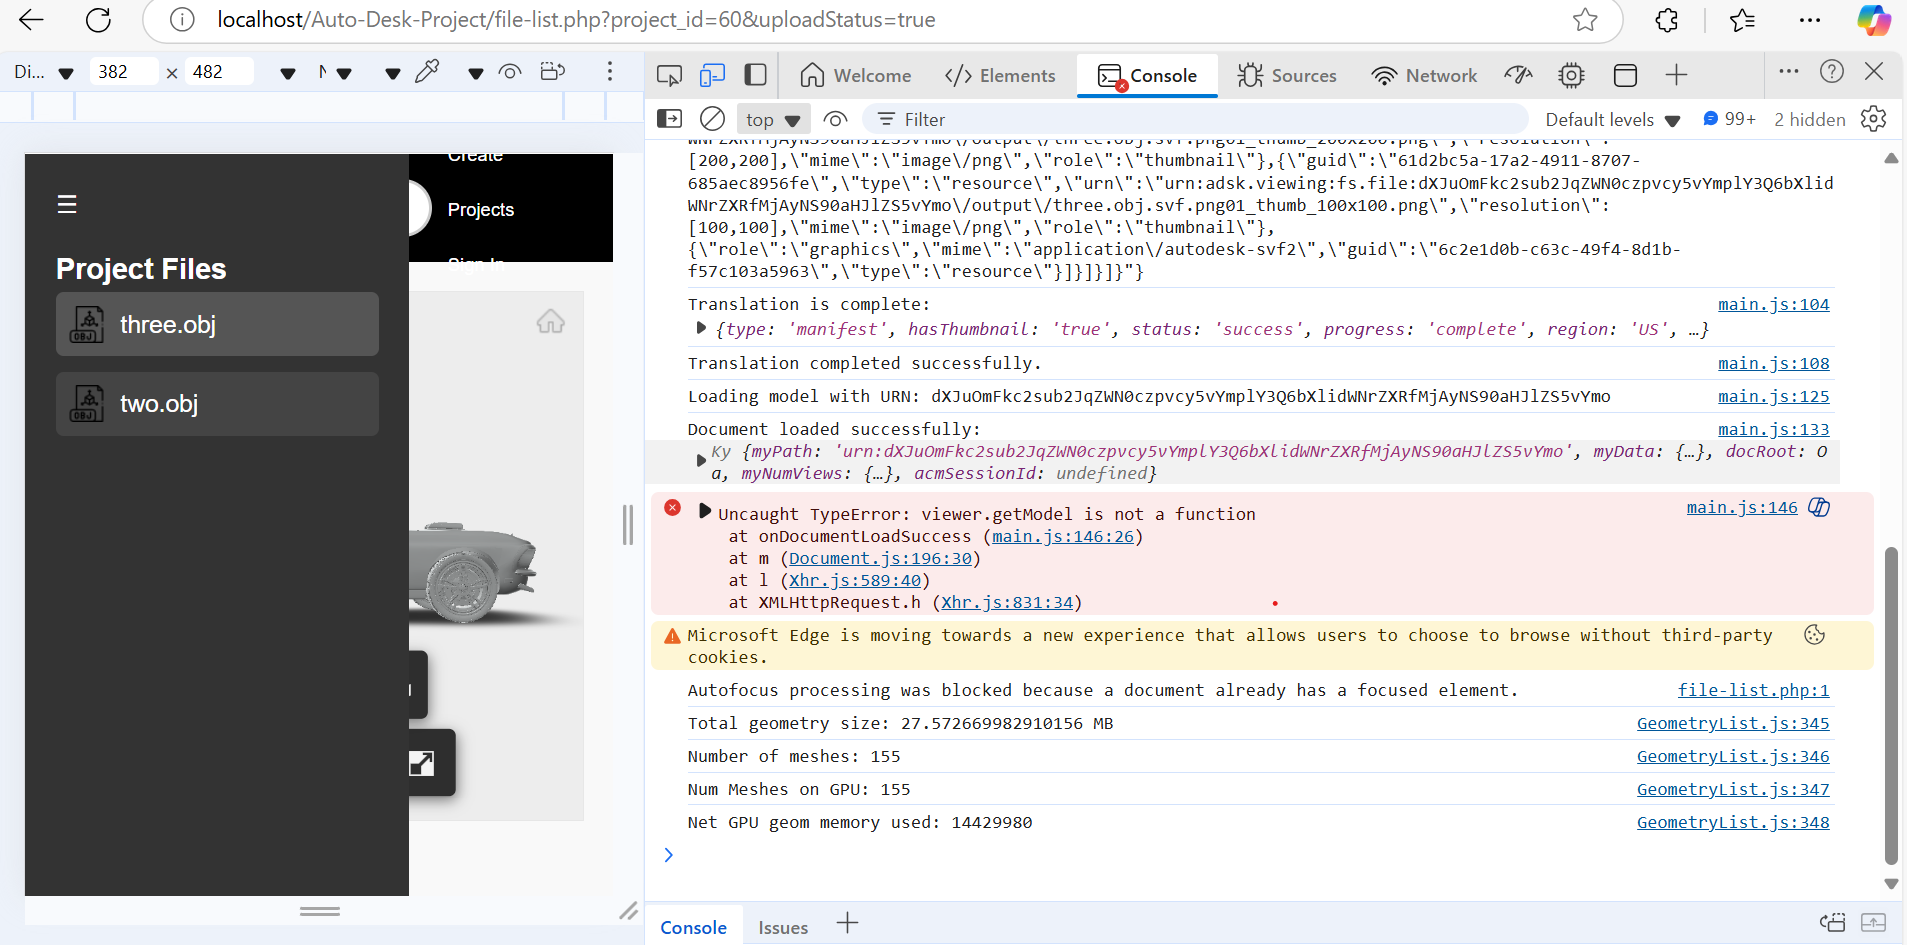 localhost/Auto-Desk-Project/file-list.php?project_id=60&uploadStatus=true
Di...
382
×
482
Welcome
Elements
Console
Sources
Network
top
Filter
Default levels
99+
2 hidden
Create
Projects
Sign In
Project Files
three.obj
two.obj
WNrZXRfMjAyNS90aHJlZS5vYmo\/output\/three.obj.svf.png01_thumb_200x200.png\",\"resolution\":
[200,200],\"mime\":\"image\/png\",\"role\":\"thumbnail\"},{\"guid\":\"61d2bc5a-17a2-4911-8707-
685aec8956fe\",\"type\":\"resource\",\"urn\":\"urn:adsk.viewing:fs.file:dXJuOmFkc2sub2JqZWN0czpvcy5vYmplY3Q6bXlid
WNrZXRfMjAyNS90aHJlZS5vYmo\/output\/three.obj.svf.png01_thumb_100x100.png\",\"resolution\":
[100,100],\"mime\":\"image\/png\",\"role\":\"thumbnail\"},
{\"role\":\"graphics\",\"mime\":\"application\/autodesk-svf2\",\"guid\":\"6c2e1d0b-c63c-49f4-8d1b-
f57c103a5963\",\"type\":\"resource\"}]}]}]}"}
Translation is complete: main.js:104
{type: 'manifest', hasThumbnail: 'true', status: 'success', progress: 'complete', region: 'US', …}
Translation completed successfully. main.js:108
Loading model with URN: dXJuOmFkc2sub2JqZWN0czpvcy5vYmplY3Q6bXlidWNrZXRfMjAyNS90aHJlZS5vYmo main.js:125
Document loaded successfully: main.js:133
Ky {myPath: 'urn:dXJuOmFkc2sub2JqZWN0czpvcy5vYmplY3Q6bXlidWNrZXRfMjAyNS90aHJlZS5vYmo', myData: {…}, docRoot: O
a, myNumViews: {…}, acmSessionId: undefined}
Uncaught TypeError: viewer.getModel is not a function main.js:146
at onDocumentLoadSuccess (main.js:146:26)
at m (Document.js:196:30)
at l (Xhr.js:589:40)
at XMLHttpRequest.h (Xhr.js:831:34)
Microsoft Edge is moving towards a new experience that allows users to choose to browse without third-party
cookies.
Autofocus processing was blocked because a document already has a focused element. file-list.php:1
Total geometry size: 27.572669982910156 MB GeometryList.js:345
Number of meshes: 155 GeometryList.js:346
Num Meshes on GPU: 155 GeometryList.js:347
Net GPU geom memory used: 14429980 GeometryList.js:348
Console
Issues